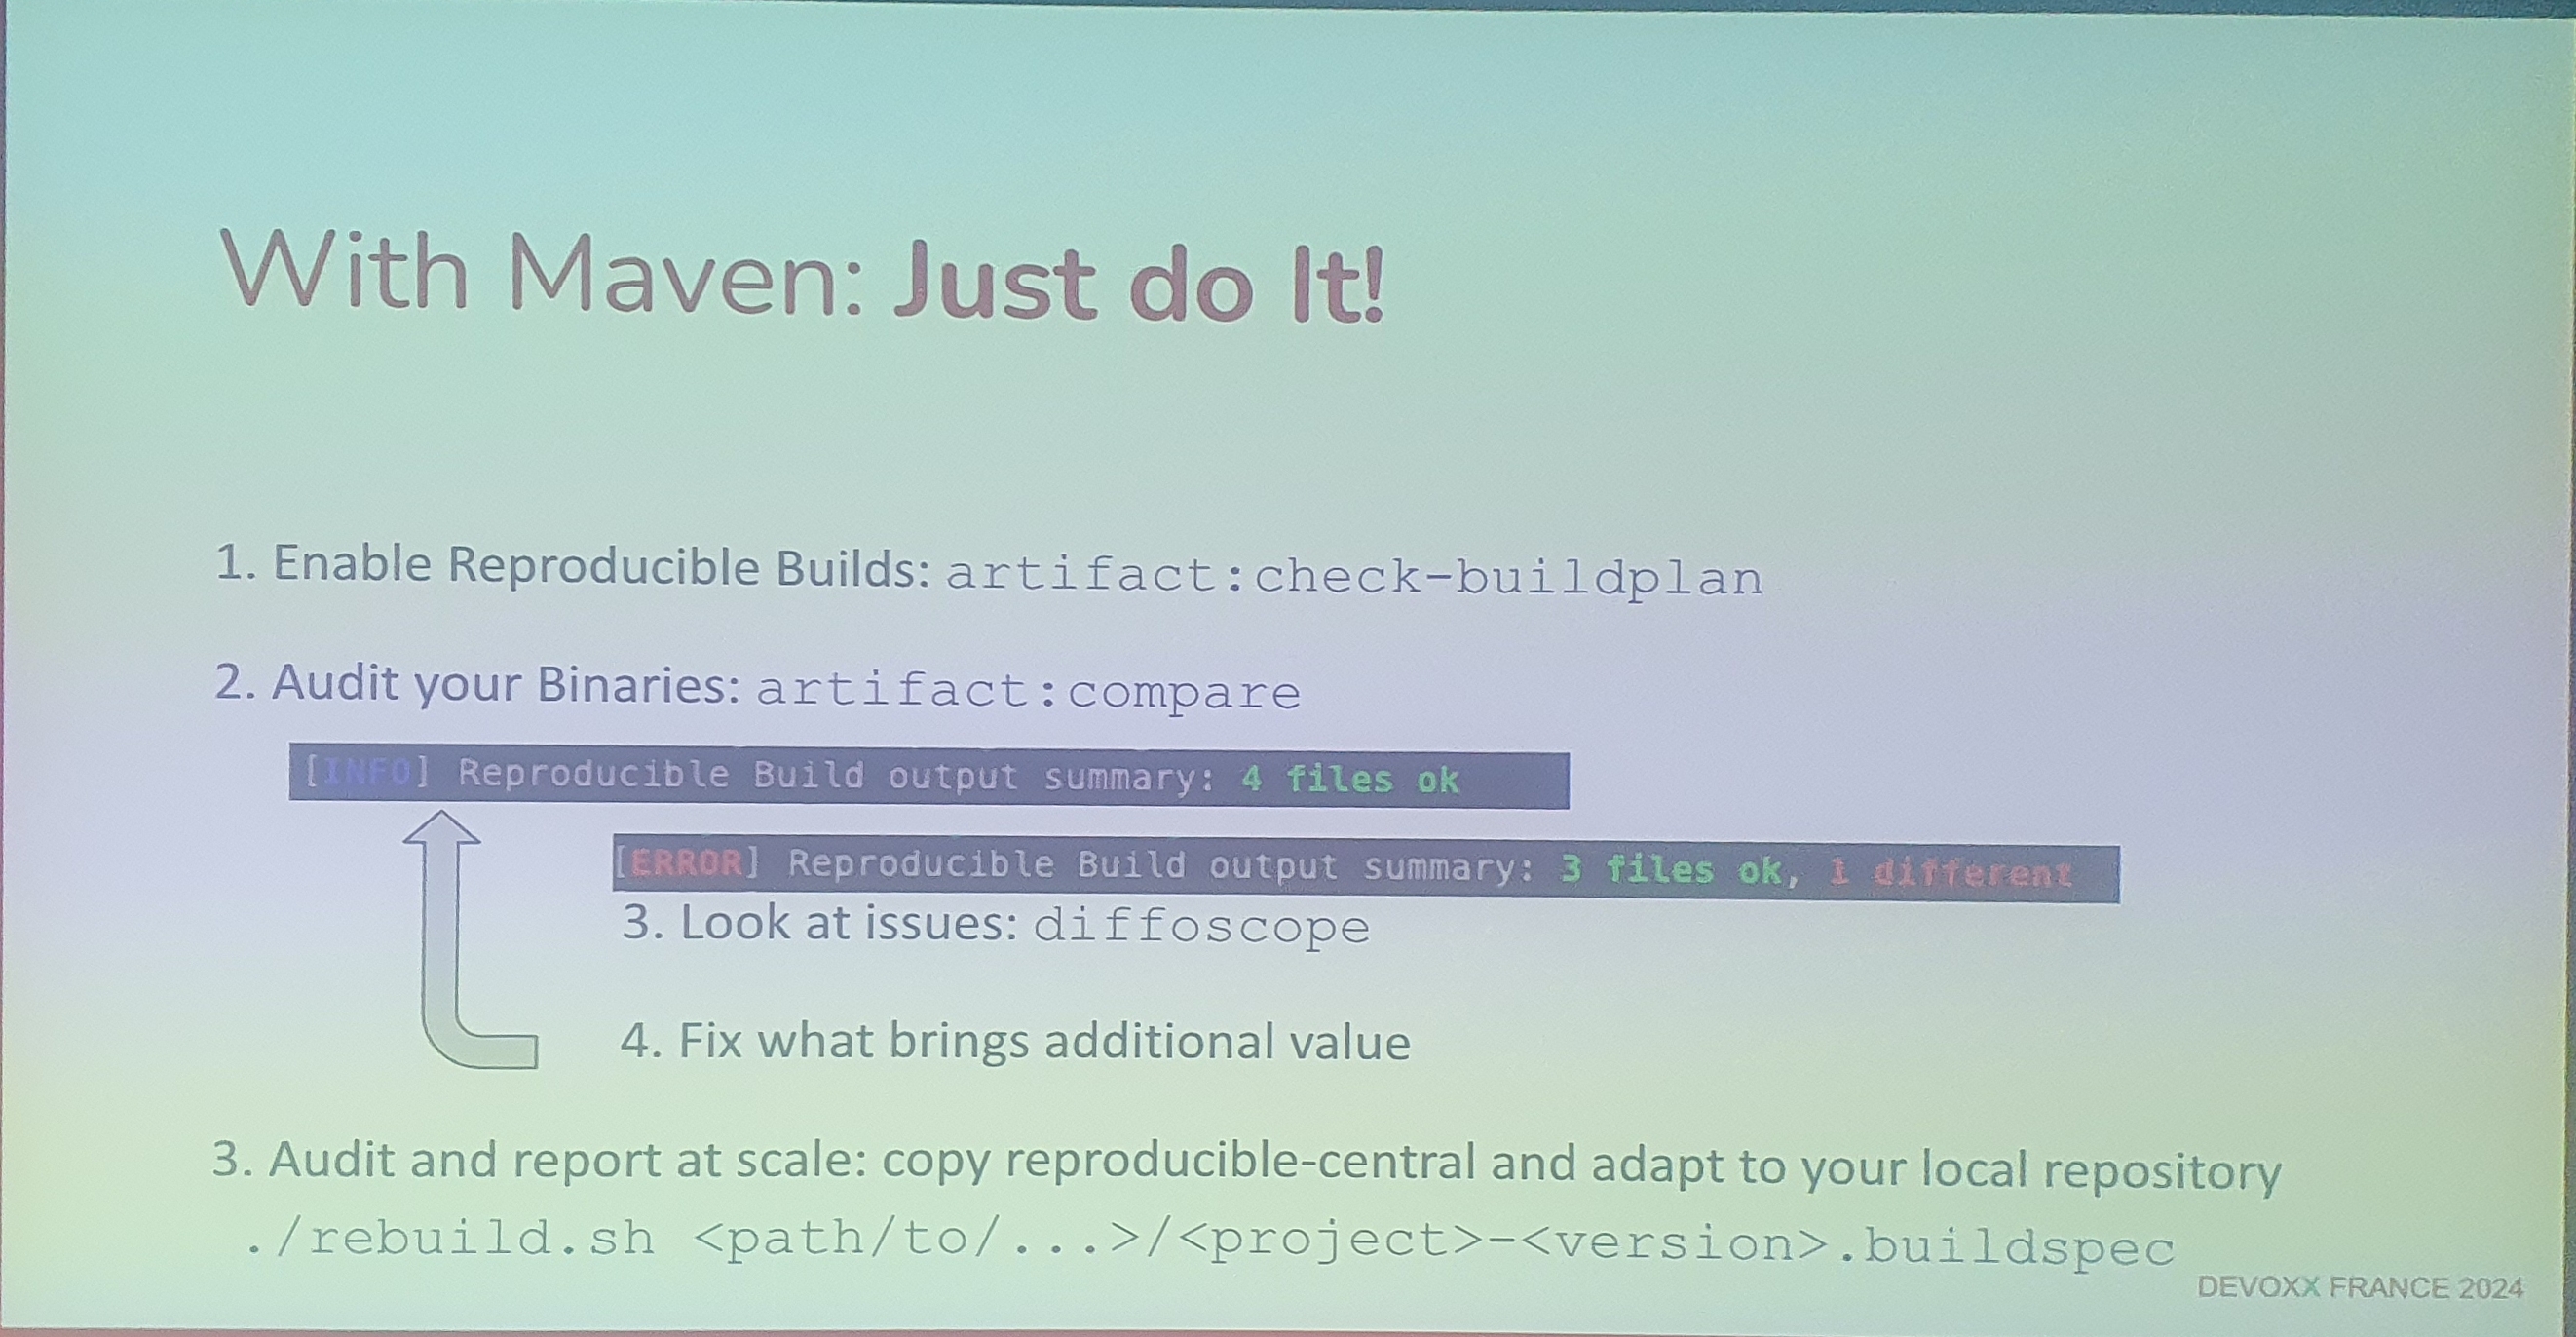 With Maven: Just do It!
1. Enable Reproducible Builds: artifact:check-buildplan
2. Audit your Binaries: artifact:compare
[INFO] Reproducible Build output summary: 4 files ok
[ERROR] Reproducible Build output summary: 3 files ok, 1 different
3. Look at issues: diffoscope
4. Fix what brings additional value
3. Audit and report at scale: copy reproducible-central and adapt to your local repository
./rebuild.sh <path/to/...>/<project>-<version>.buildspec
DEVOXX FRANCE 2024